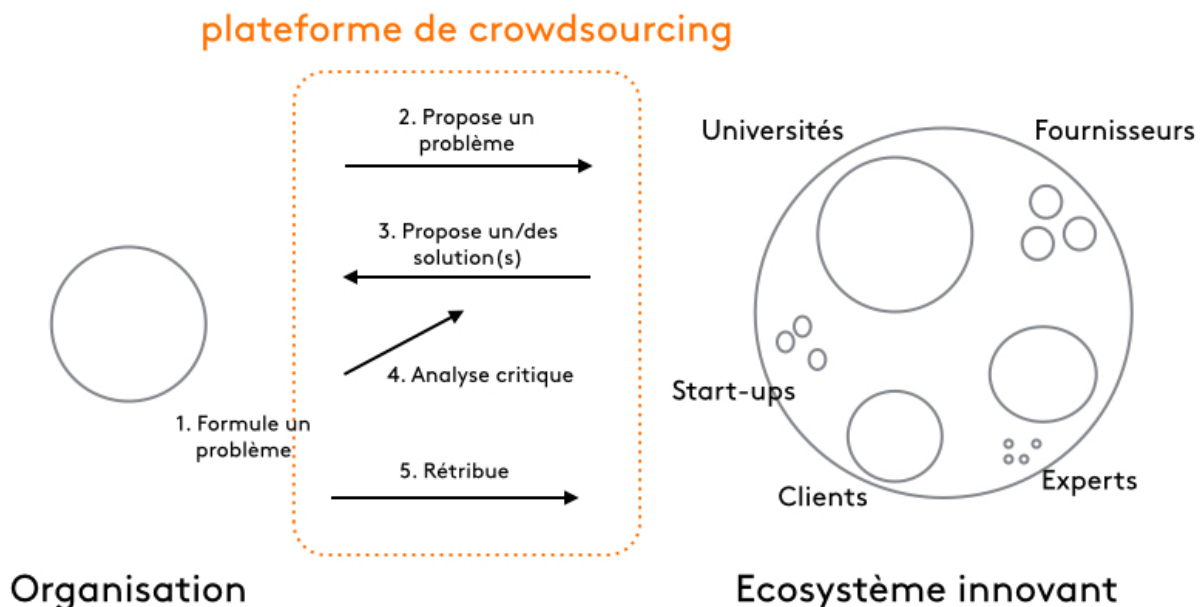 plateforme de crowdsourcing
2. Propose un
problème
Universités
Fournisseurs
3. Propose un/des
solution(s)
4. Analyse critique
Start-ups
1. Formule un
problème
5. Rétribue
Clients
Experts
Organisation
Ecosystème innovant